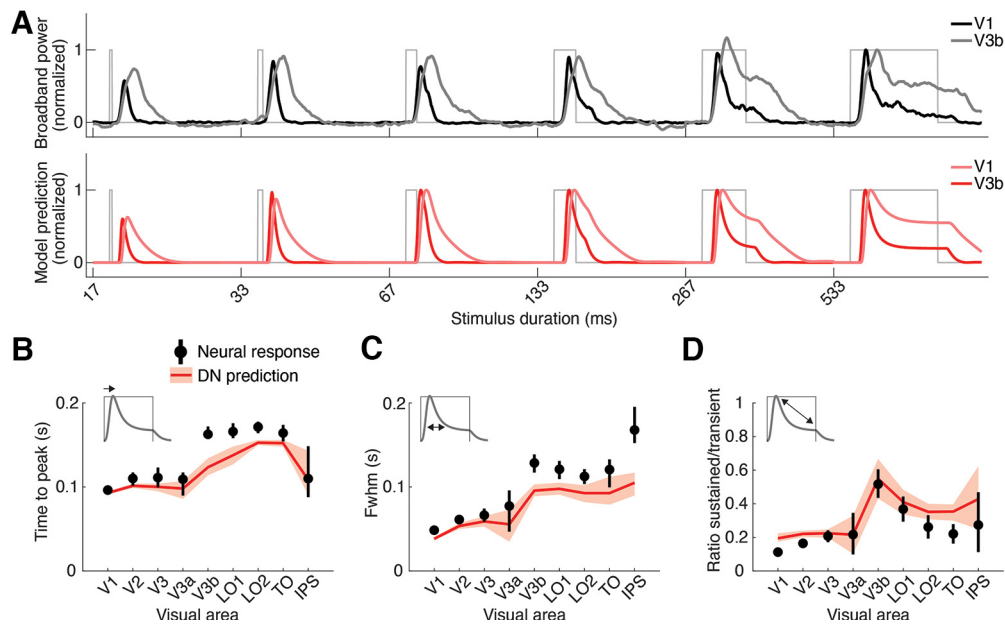 A
Broadband power
(normalized)
1
0
V1
V3b
Model prediction
(normalized)
1
0
V1
V3b
17
33
67
133
267
533
Stimulus duration (ms)
B
Neural response
DN prediction
Time to peak (s)
0.2
0.1
0
V1
V2
V3
V3a
V3b
LO1
LO2
TO
IPS
Visual area
C
Fwhm (s)
0.2
0.1
0
V1
V2
V3
V3a
V3b
LO1
LO2
TO
IPS
Visual area
D
Ratio sustained/transient
1
0.8
0.6
0.4
0.2
0
V1
V2
V3
V3a
V3b
LO1
LO2
TO
IPS
Visual area